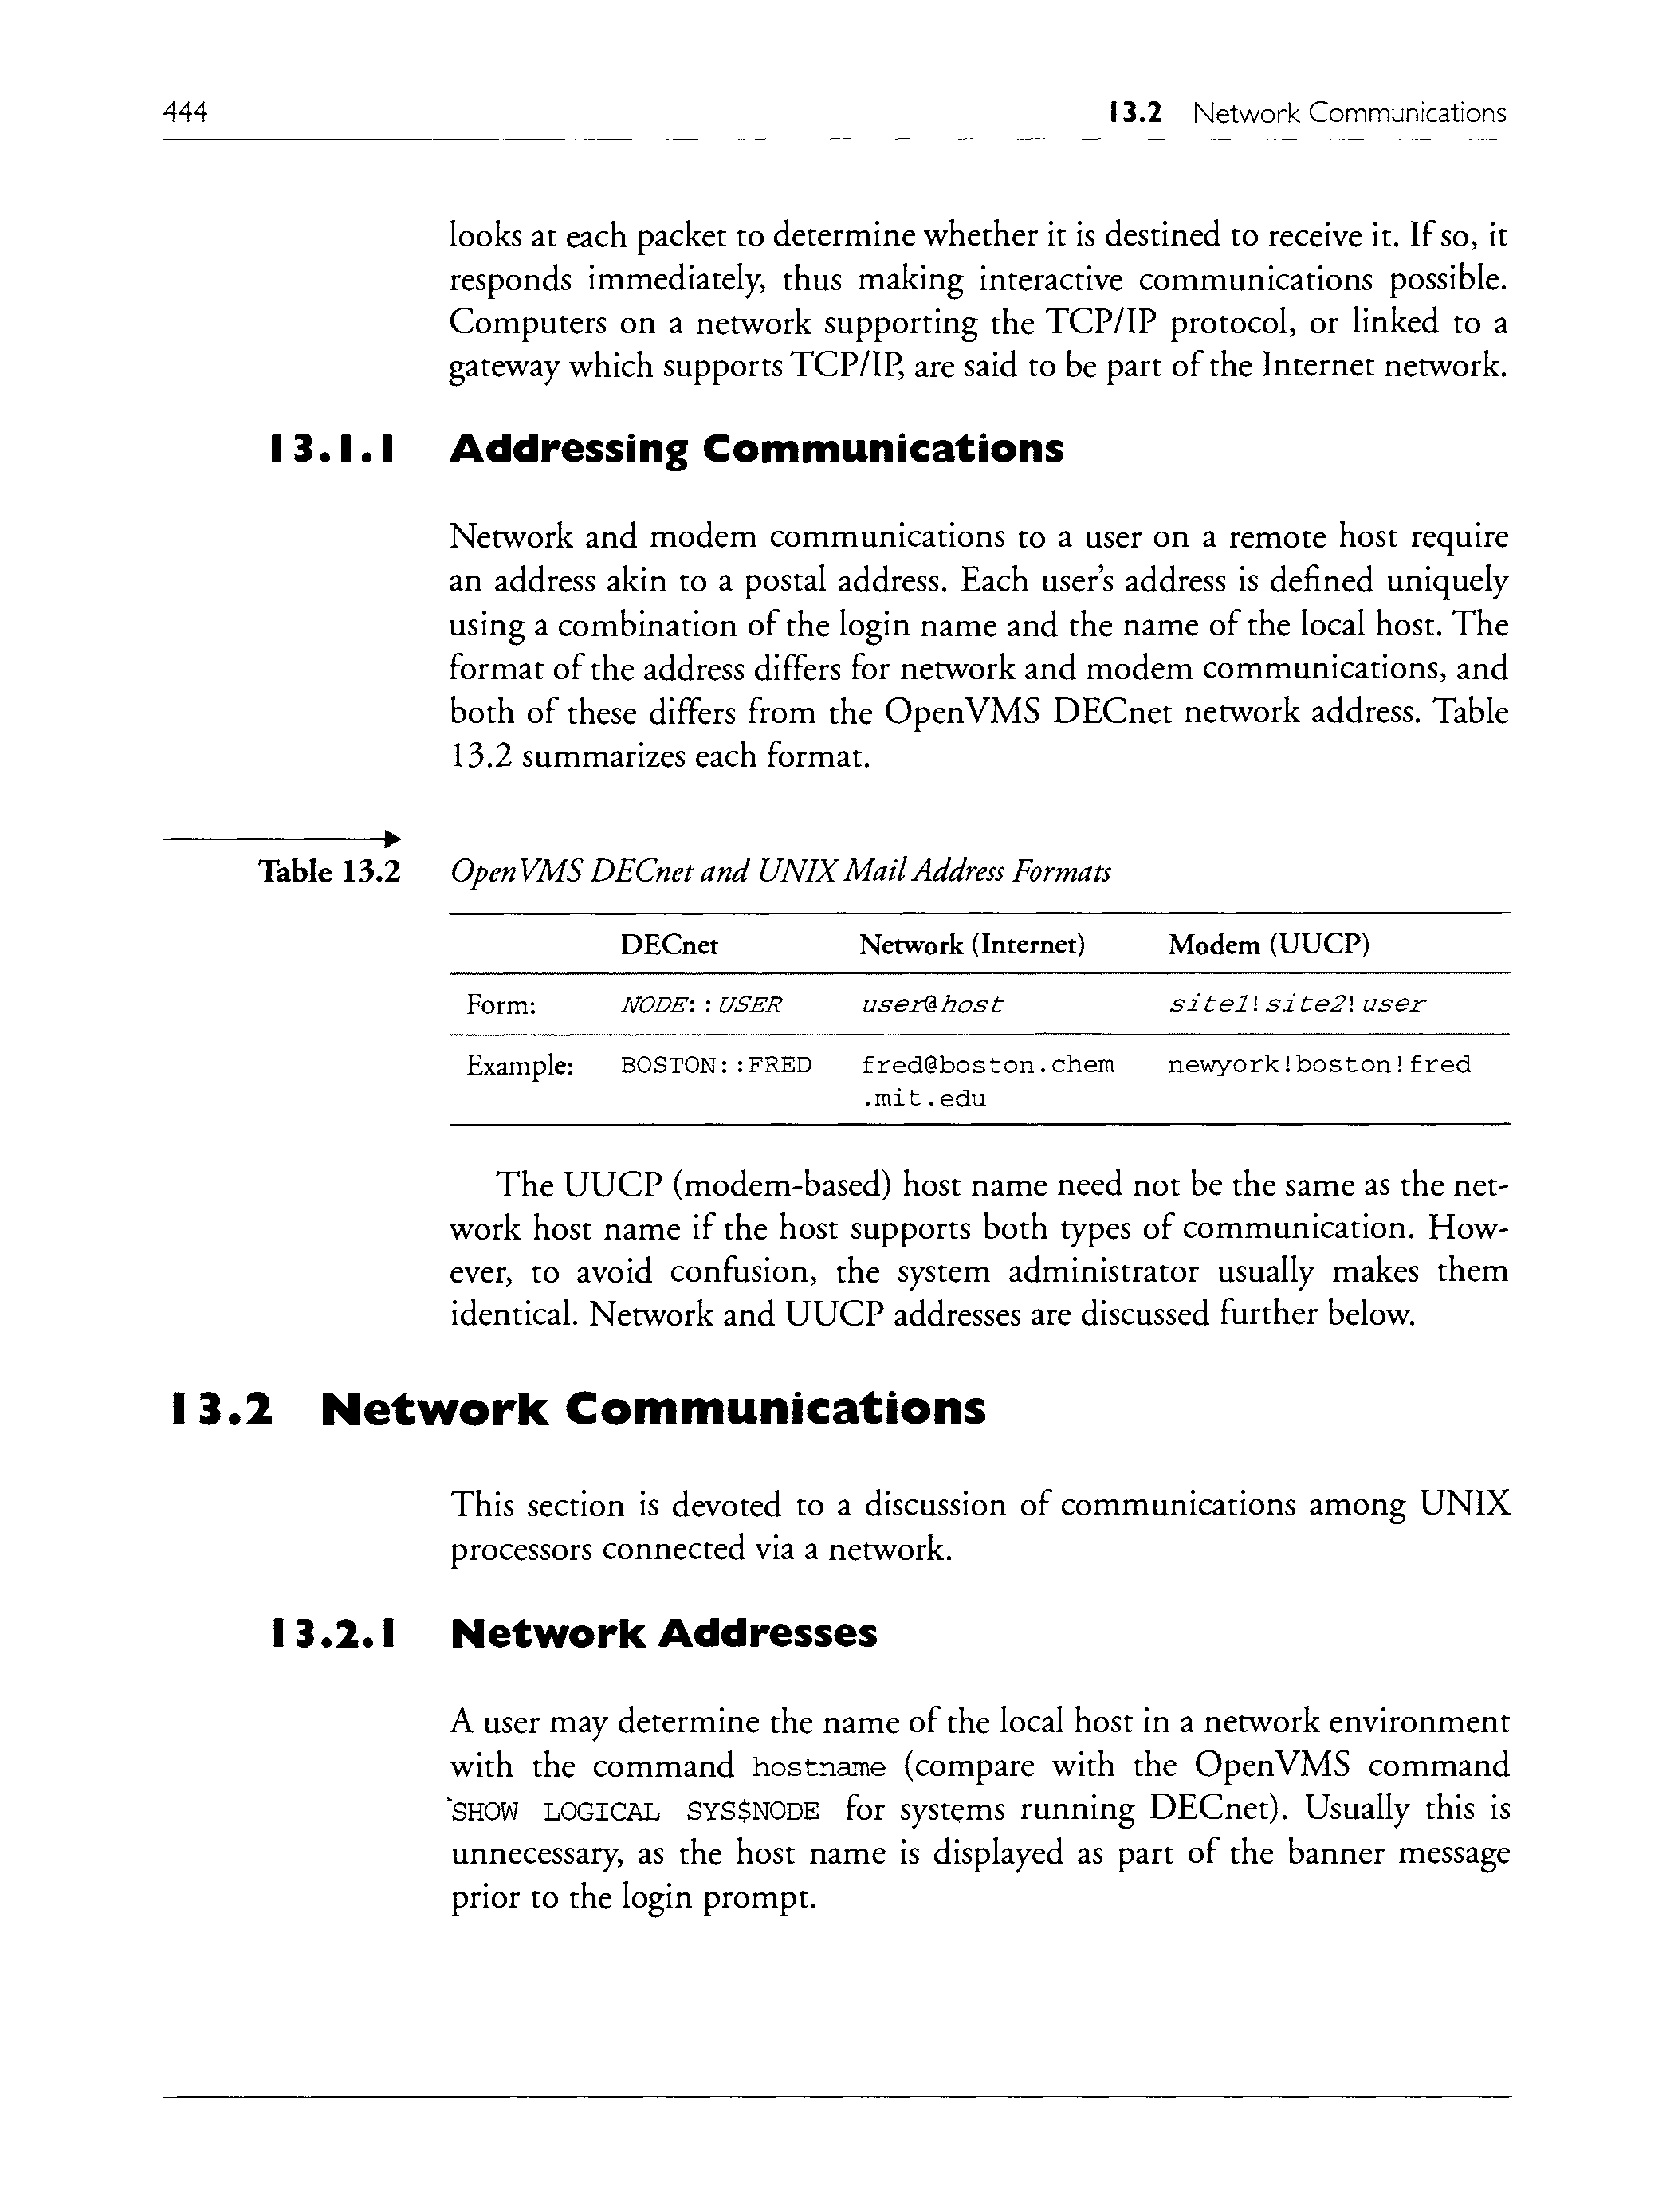 444 13.2 Network Communications
looks at each packet to determine whether it is destined to receive it. If so, it
responds immediately, thus making interactive communications possible.
Computers on a network supporting the TCP/IP protocol, or linked to a
gateway which supports TCP/IP, are said to be part of the Internet network.
13.1.1 Addressing Communications
Network and modem communications to a user on a remote host require
an address akin to a postal address. Each user's address is defined uniquely
using a combination of the login name and the name of the local host. The
format of the address differs for network and modem communications, and
both of these differs from the OpenVMS DECnet network address. Table
13.2 summarizes each format.
Table 13.2 OpenVMS DECnet and UNIX Mail Address Formats
DECnet Network (Internet) Modem (UUCP)
Form: NODE::USER user@host site1!site2!user
Example: BOSTON::FRED fred@boston.chem newyork!boston!fred
.mit.edu
The UUCP (modem-based) host name need not be the same as the net-
work host name if the host supports both types of communication. How-
ever, to avoid confusion, the system administrator usually makes them
identical. Network and UUCP addresses are discussed further below.
13.2 Network Communications
This section is devoted to a discussion of communications among UNIX
processors connected via a network.
13.2.1 Network Addresses
A user may determine the name of the local host in a network environment
with the command hostname (compare with the OpenVMS command
SHOW LOGICAL SYS$NODE for systems running DECnet). Usually this is
unnecessary, as the host name is displayed as part of the banner message
prior to the login prompt.